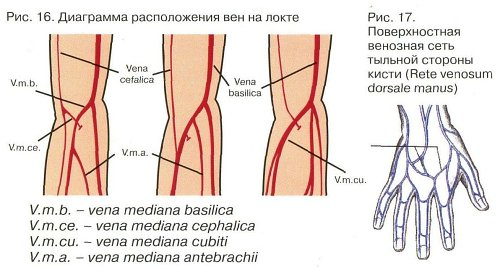 Рис. 16. Диаграмма расположения вен на локте
Vena
cefalica
Vena
basilica
V.m.b.
V.m.ce.
V.m.a.
V.m.cu.
V.m.b. – vena mediana basilica
V.m.ce. – vena mediana cephalica
V.m.cu. – vena mediana cubiti
V.m.a. – vena mediana antebrachii
Рис. 17.
Поверхностная
венозная сеть
тыльной стороны
кисти (Rete venosum
dorsale manus)